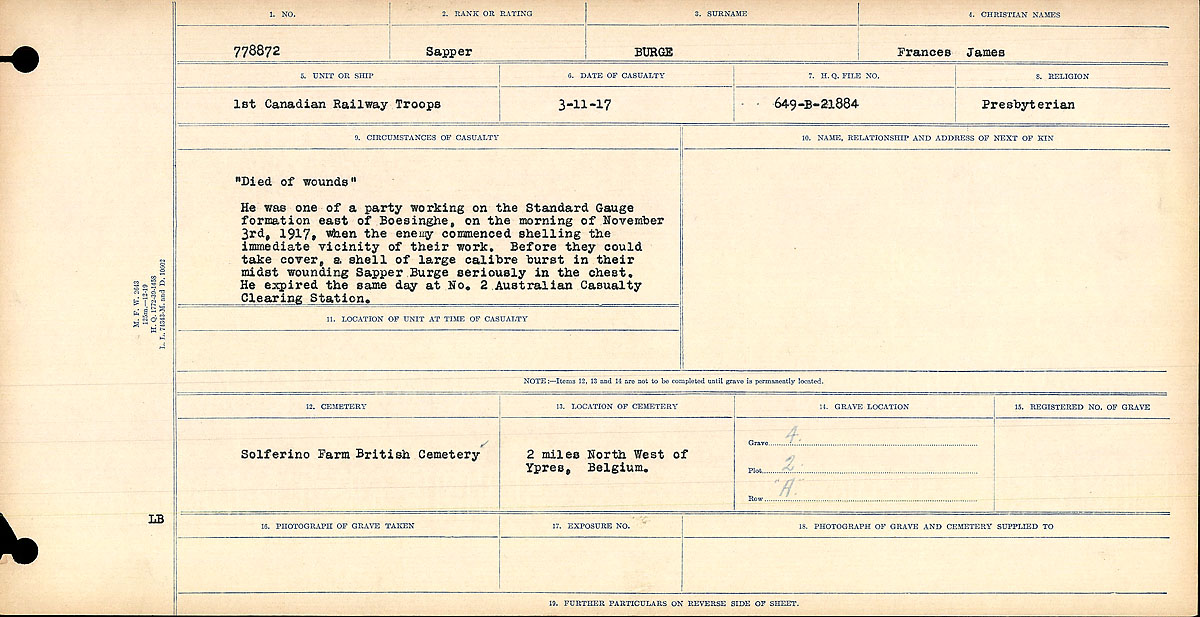 1. NO. 2. RANK OR RATING 3. SURNAME 4. CHRISTIAN NAMES
778872 Sapper BURGE Frances James
5. UNIT OR SHIP 6. DATE OF CASUALTY 7. H. Q. FILE NO. 8. RELIGION
1st Canadian Railway Troops 3-11-17 649-B-21884 Presbyterian
9. CIRCUMSTANCES OF CASUALTY
"Died of wounds"
He was one of a party working on the Standard Gauge
formation east of Boesinghe, on the morning of November
3rd, 1917, when the enemy commenced shelling the
immediate vicinity of their work. Before they could
take cover, a shell of large calibre burst in their
midst wounding Sapper Burge seriously in the chest.
He expired the same day at No. 2 Australian Casualty
Clearing Station.
10. NAME, RELATIONSHIP AND ADDRESS OF NEXT OF KIN
11. LOCATION OF UNIT AT TIME OF CASUALTY
M. F. W. 2643
125m.—12-19
H. Q. 1772-39-1458
NOTE:—Items 12, 13 and 14 are not to be completed until grave is permanently located.
12. CEMETERY 13. LOCATION OF CEMETERY 14. GRAVE LOCATION 15. REGISTERED NO. OF GRAVE
Solferino Farm British Cemetery
2 miles North West of
Ypres, Belgium.
Grave 4.
Plot 2
Row "A".
LB
16. PHOTOGRAPH OF GRAVE TAKEN 17. EXPOSURE NO. 18. PHOTOGRAPH OF GRAVE AND CEMETERY SUPPLIED TO
19. FURTHER PARTICULARS ON REVERSE SIDE OF SHEET.